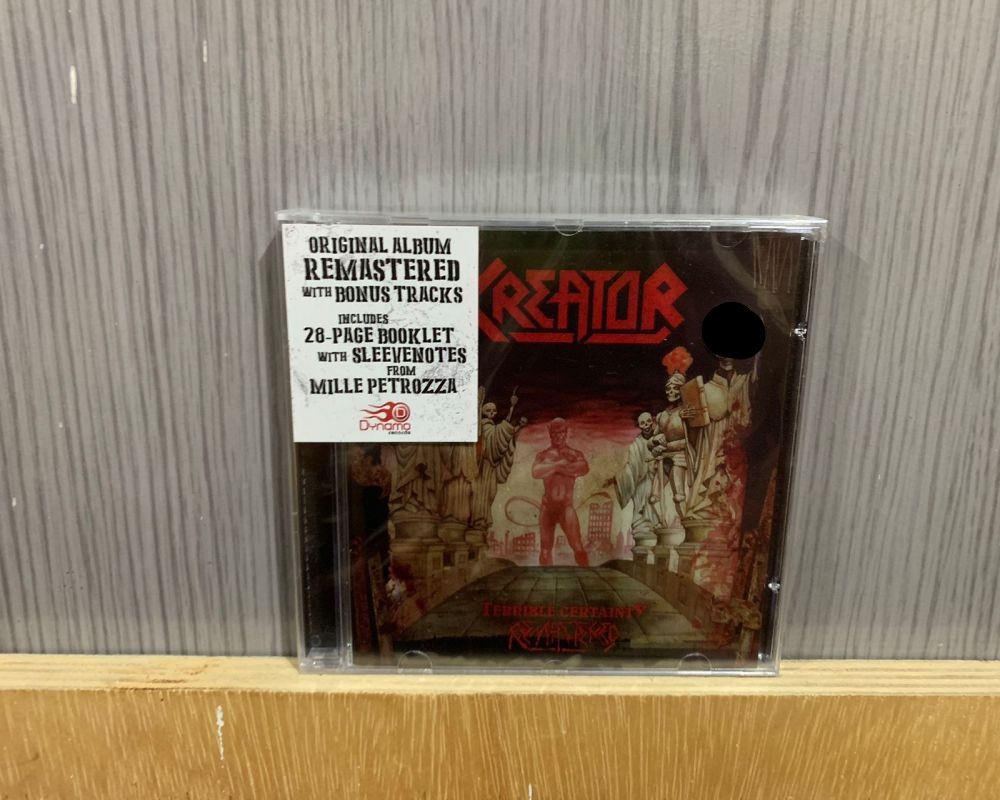 ORIGINAL ALBUM
REMASTERED
WITH BONUS TRACKS
INCLUDES
28-PAGE BOOKLET
WITH SLEEVENOTES
FROM
MILLE PETROZZA
D
Dynamo
records
KREATOR
TERRIBLE CERTAINTY